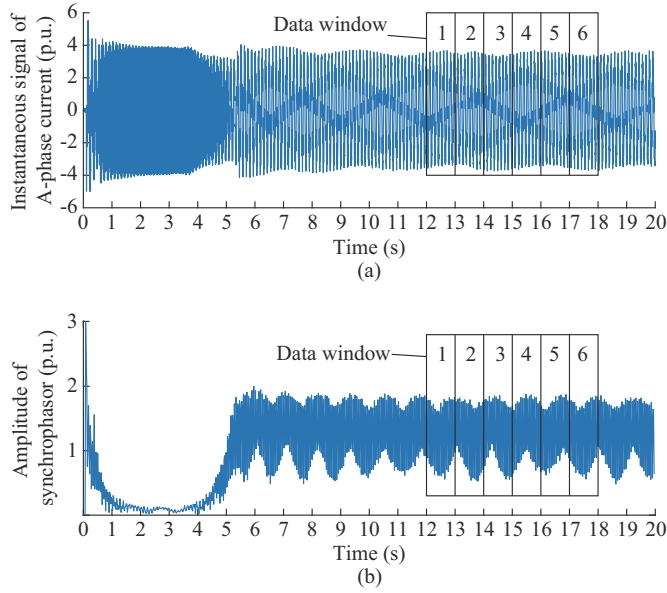 Instantaneous signal of
A-phase current (p.u.)
6
4
2
0
-2
-4
-6
Data window
1 2 3 4 5 6
0 1 2 3 4 5 6 7 8 9 10 11 12 13 14 15 16 17 18 19 20
Time (s)
(a)
Amplitude of
synchrophasor (p.u.)
3
2
1
Data window
1 2 3 4 5 6
0 1 2 3 4 5 6 7 8 9 10 11 12 13 14 15 16 17 18 19 20
Time (s)
(b)